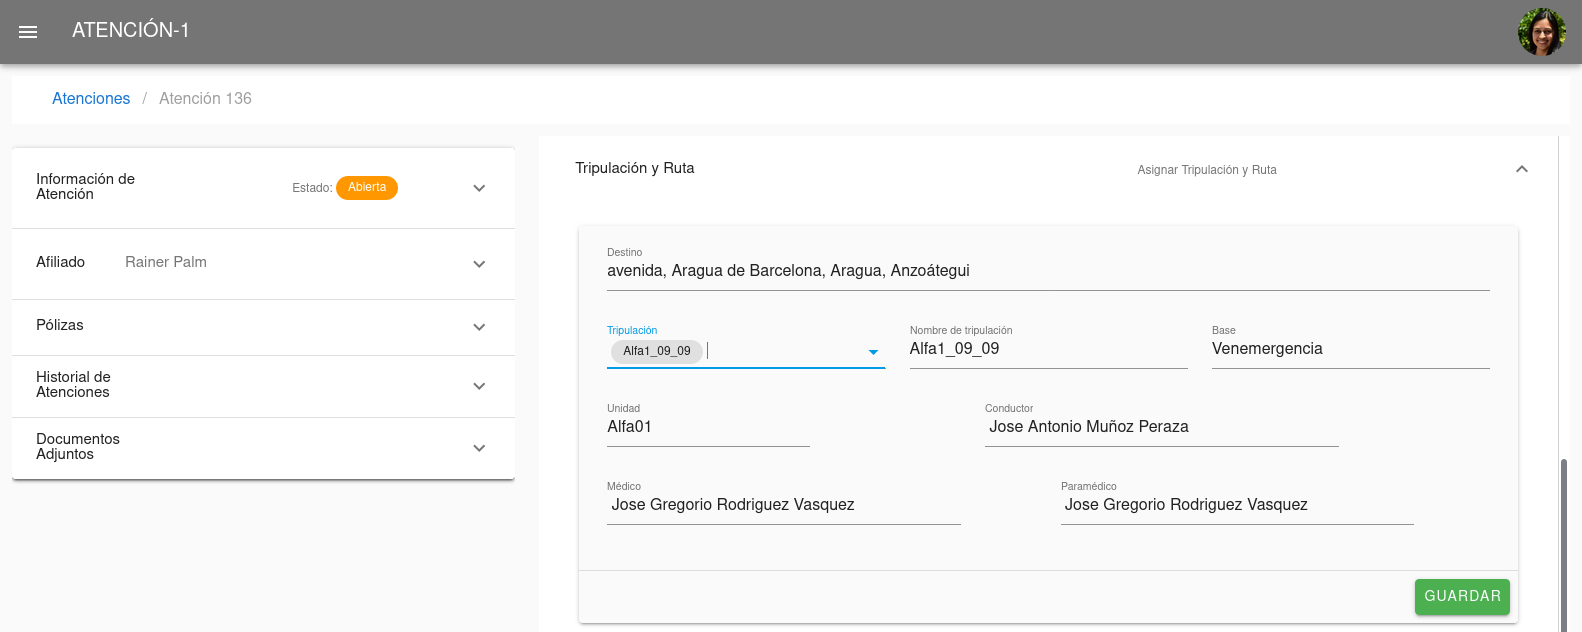 ATENCIÓN-1
Atenciones / Atención 136
Información de
Atención
Estado: Abierta
Afiliado Rainer Palm
Pólizas
Historial de
Atenciones
Documentos
Adjuntos
Tripulación y Ruta Asignar Tripulación y Ruta
Destino
avenida, Aragua de Barcelona, Aragua, Anzoátegui
Tripulación
Alfa1_09_09
Nombre de tripulación
Alfa1_09_09
Base
Venemergencia
Unidad
Alfa01
Conductor
Jose Antonio Muñoz Peraza
Médico
Jose Gregorio Rodriguez Vasquez
Paramédico
Jose Gregorio Rodriguez Vasquez
GUARDAR